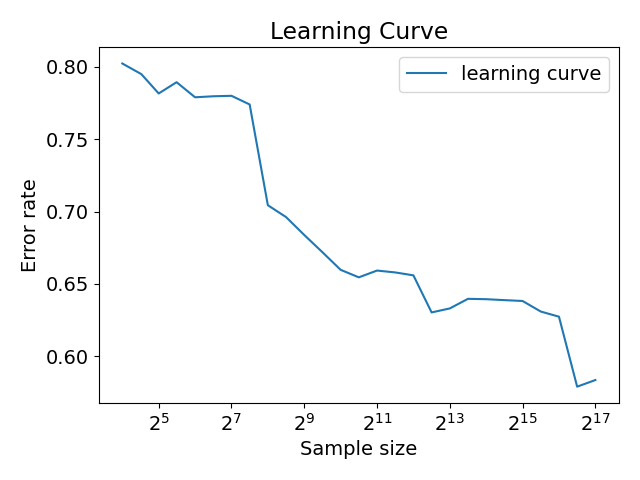 Learning Curve
learning curve
Error rate
0.80
0.75
0.70
0.65
0.60
2^5 2^7 2^9 2^11 2^13 2^15 2^17
Sample size